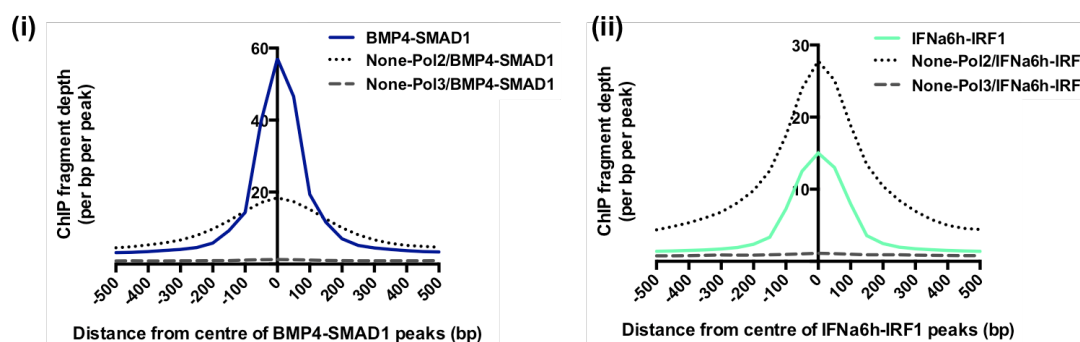 (i)
BMP4-SMAD1
None-Pol2/BMP4-SMAD1
None-Pol3/BMP4-SMAD1
ChIP fragment depth
(per bp per peak)
60
40
20
-500 -400 -300 -200 -100 0 100 200 300 400 500
Distance from centre of BMP4-SMAD1 peaks (bp)
(ii)
IFNa6h-IRF1
None-Pol2/IFNa6h-IRF
None-Pol3/IFNa6h-IRF
ChIP fragment depth
(per bp per peak)
30
20
10
-500 -400 -300 -200 -100 0 100 200 300 400 500
Distance from centre of IFNa6h-IRF1 peaks (bp)